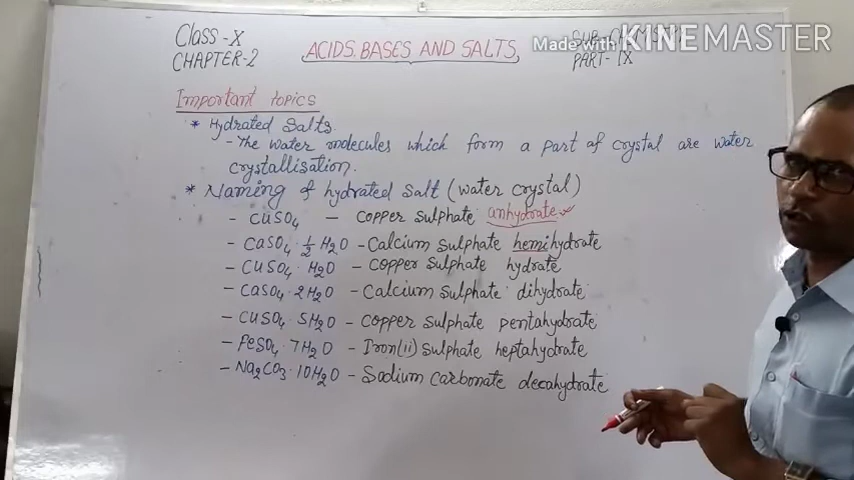 Class-X
CHAPTER-2
ACIDS, BASES AND SALTS
SUB-CHEMISTRY
PART-IX
Made with KINEMASTER
Important topics
* Hydrated Salts.
- The water molecules which form a part of crystal are water
crystallisation.
* Naming of hydrated salt (water crystal)
- CuSO₄ - copper sulphate anhydrate ✓
- CaSO₄·½H₂O - Calcium sulphate hemihydrate
- CuSO₄·H₂O - copper sulphate hydrate
- CaSO₄·2H₂O - Calcium sulphate dihydrate
- CuSO₄·5H₂O - copper sulphate pentahydrate
- FeSO₄·7H₂O - Iron(ii) sulphate heptahydrate
- Na₂CO₃·10H₂O - Sodium carbonate decahydrate